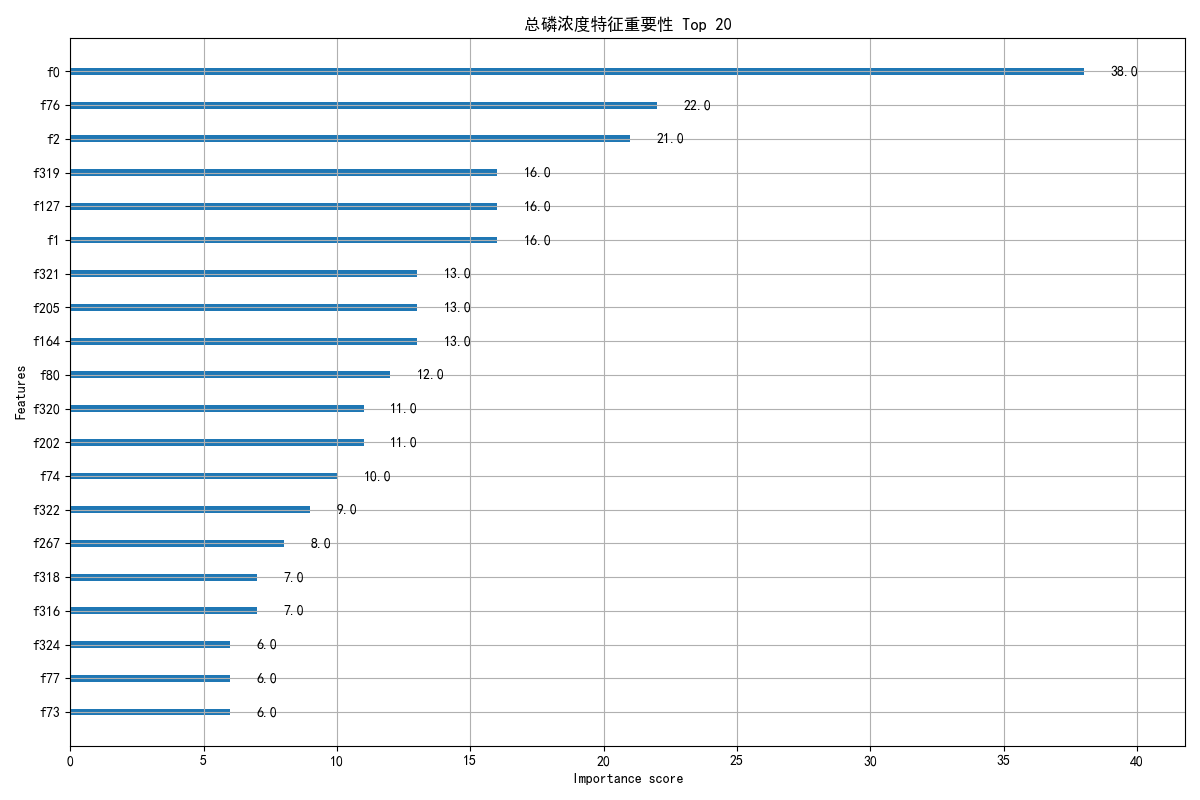 总磷浓度特征重要性 Top 20
f0 38.0
f76 22.0
f2 21.0
f319 16.0
f127 16.0
f1 16.0
f321 13.0
f205 13.0
f164 13.0
f80 12.0
f320 11.0
f202 11.0
f74 10.0
f322 9.0
f267 8.0
f318 7.0
f316 7.0
f324 6.0
f77 6.0
f73 6.0
Features
0 5 10 15 20 25 30 35 40
Importance score